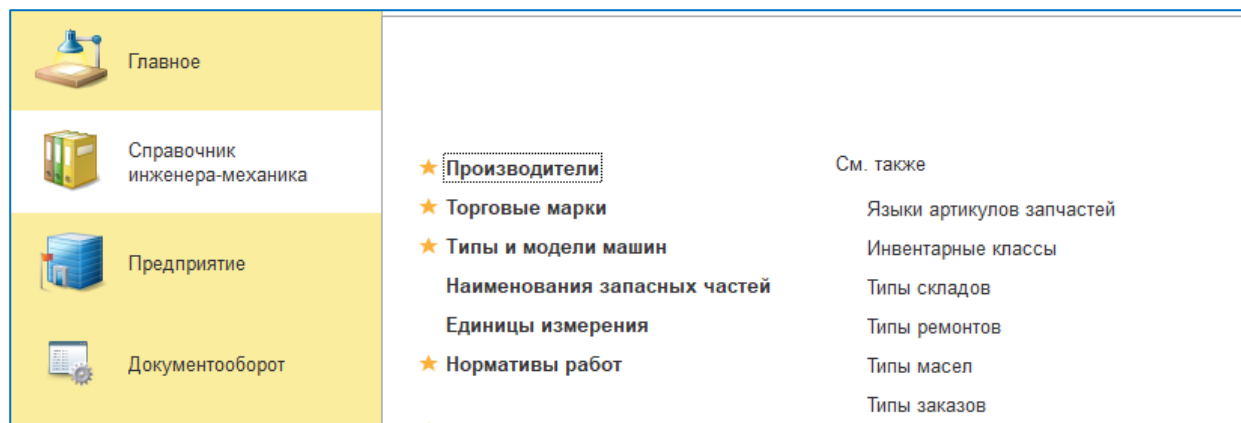 Главное
Справочник
инженера-механика
Предприятие
Документооборот
Производители
Торговые марки
Типы и модели машин
Наименования запасных частей
Единицы измерения
Нормативы работ
См. также
Языки артикулов запчастей
Инвентарные классы
Типы складов
Типы ремонтов
Типы масел
Типы заказов